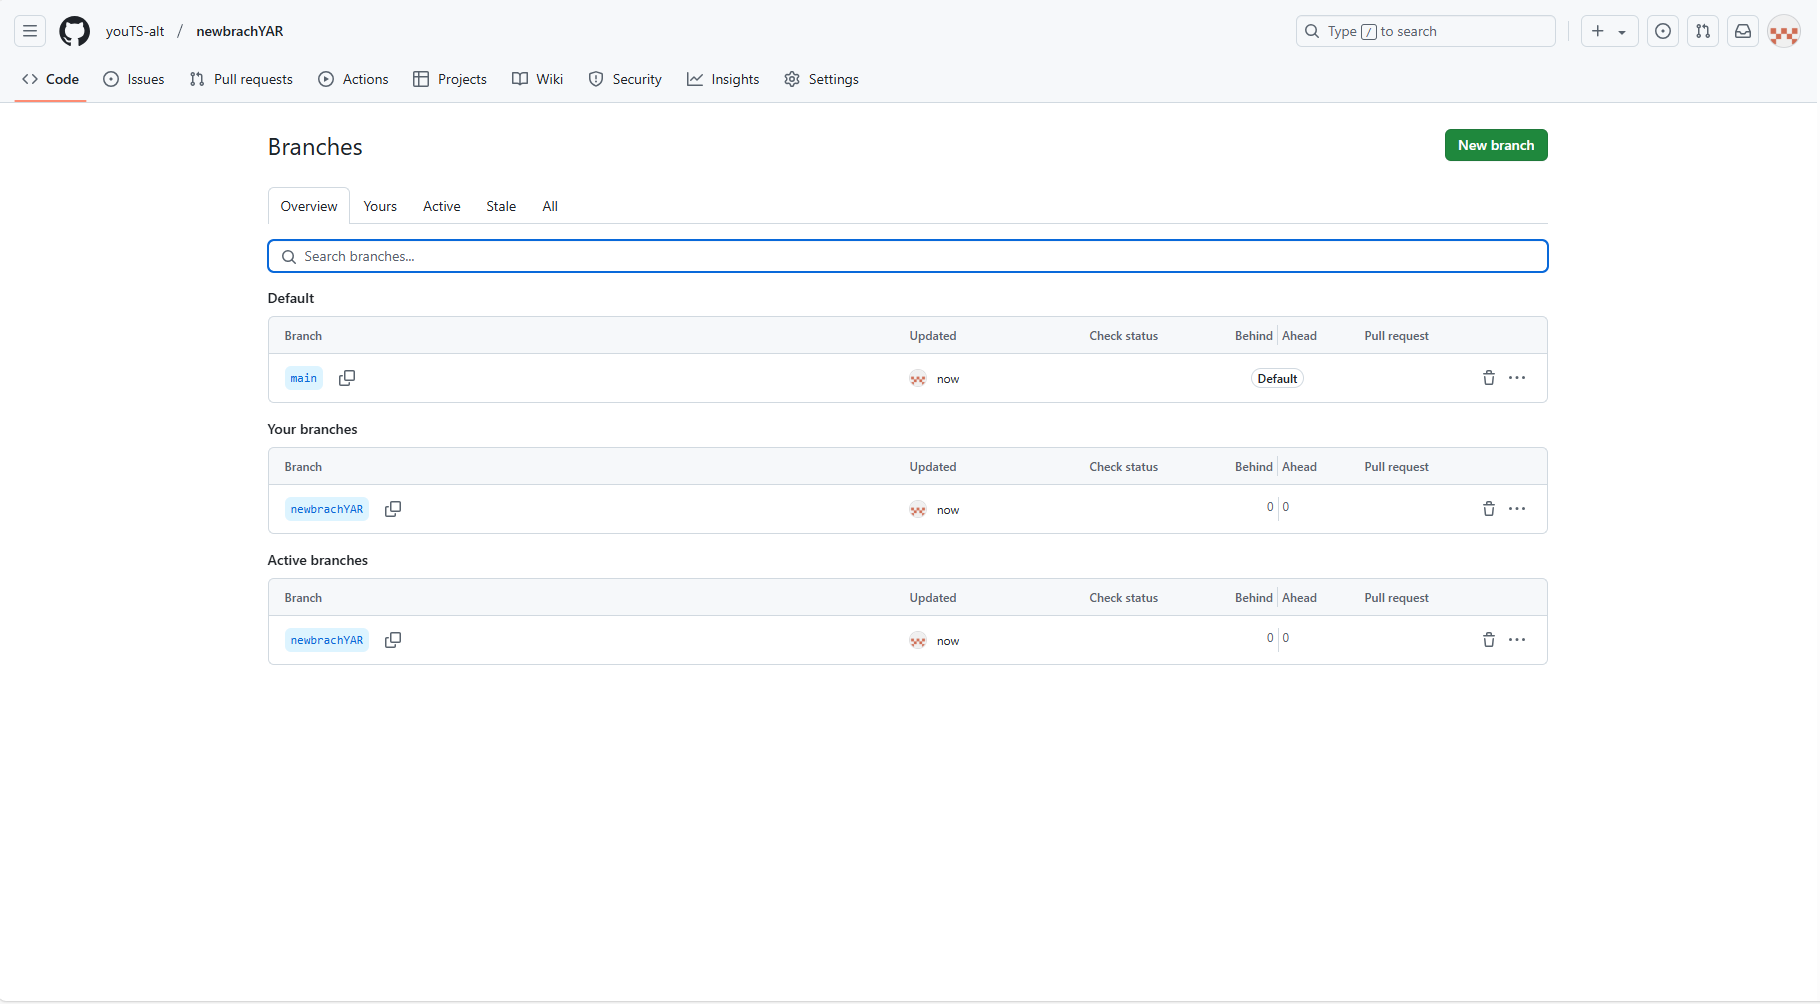 youTS-alt / newbrachYAR Type / to search
Code Issues Pull requests Actions Projects Wiki Security Insights Settings
Branches New branch
Overview Yours Active Stale All
Search branches...
Default
Branch Updated Check status Behind Ahead Pull request
main now Default
Your branches
Branch Updated Check status Behind Ahead Pull request
newbrachYAR now 0 0
Active branches
Branch Updated Check status Behind Ahead Pull request
newbrachYAR now 0 0